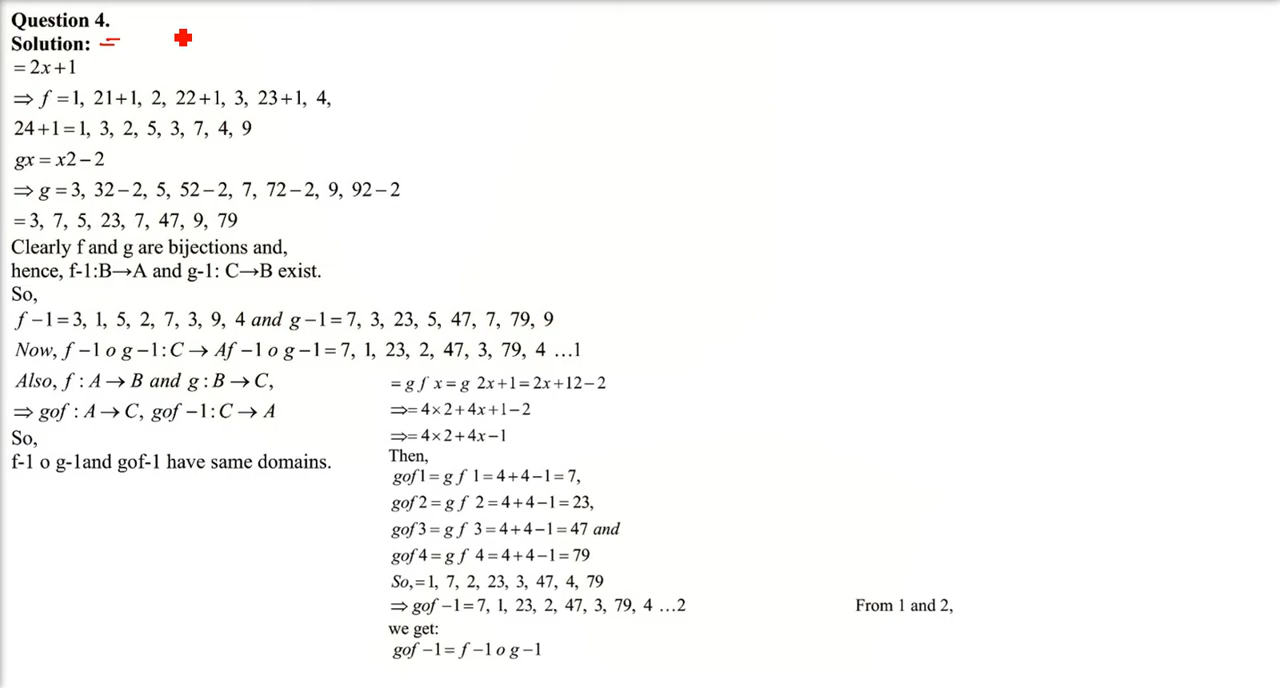 Question 4.
Solution:
= 2x+1
⇒ f = 1, 21+1, 2, 22+1, 3, 23+1, 4,
24+1 = 1, 3, 2, 5, 3, 7, 4, 9
gx = x2−2
⇒ g = 3, 32−2, 5, 52−2, 7, 72−2, 9, 92−2
= 3, 7, 5, 23, 7, 47, 9, 79
Clearly f and g are bijections and,
hence, f-1:B→A and g-1: C→B exist.
So,
f −1 = 3, 1, 5, 2, 7, 3, 9, 4 and g −1 = 7, 3, 23, 5, 47, 7, 79, 9
Now, f −1 o g −1 : C → Af −1 o g −1 = 7, 1, 23, 2, 47, 3, 79, 4 …1
Also, f : A → B and g : B → C,
⇒ gof : A → C, gof −1 : C → A
So,
f-1 o g-1and gof-1 have same domains.
= g f x = g 2x+1 = 2x+12−2
⇒= 4×2+4x+1−2
⇒= 4×2+4x−1
Then,
gof1 = g f 1 = 4+4−1 = 7,
gof2 = g f 2 = 4+4−1 = 23,
gof3 = g f 3 = 4+4−1 = 47 and
gof4 = g f 4 = 4+4−1 = 79
So, = 1, 7, 2, 23, 3, 47, 4, 79
⇒ gof −1 = 7, 1, 23, 2, 47, 3, 79, 4 …2
From 1 and 2,
we get:
gof −1 = f −1 o g −1